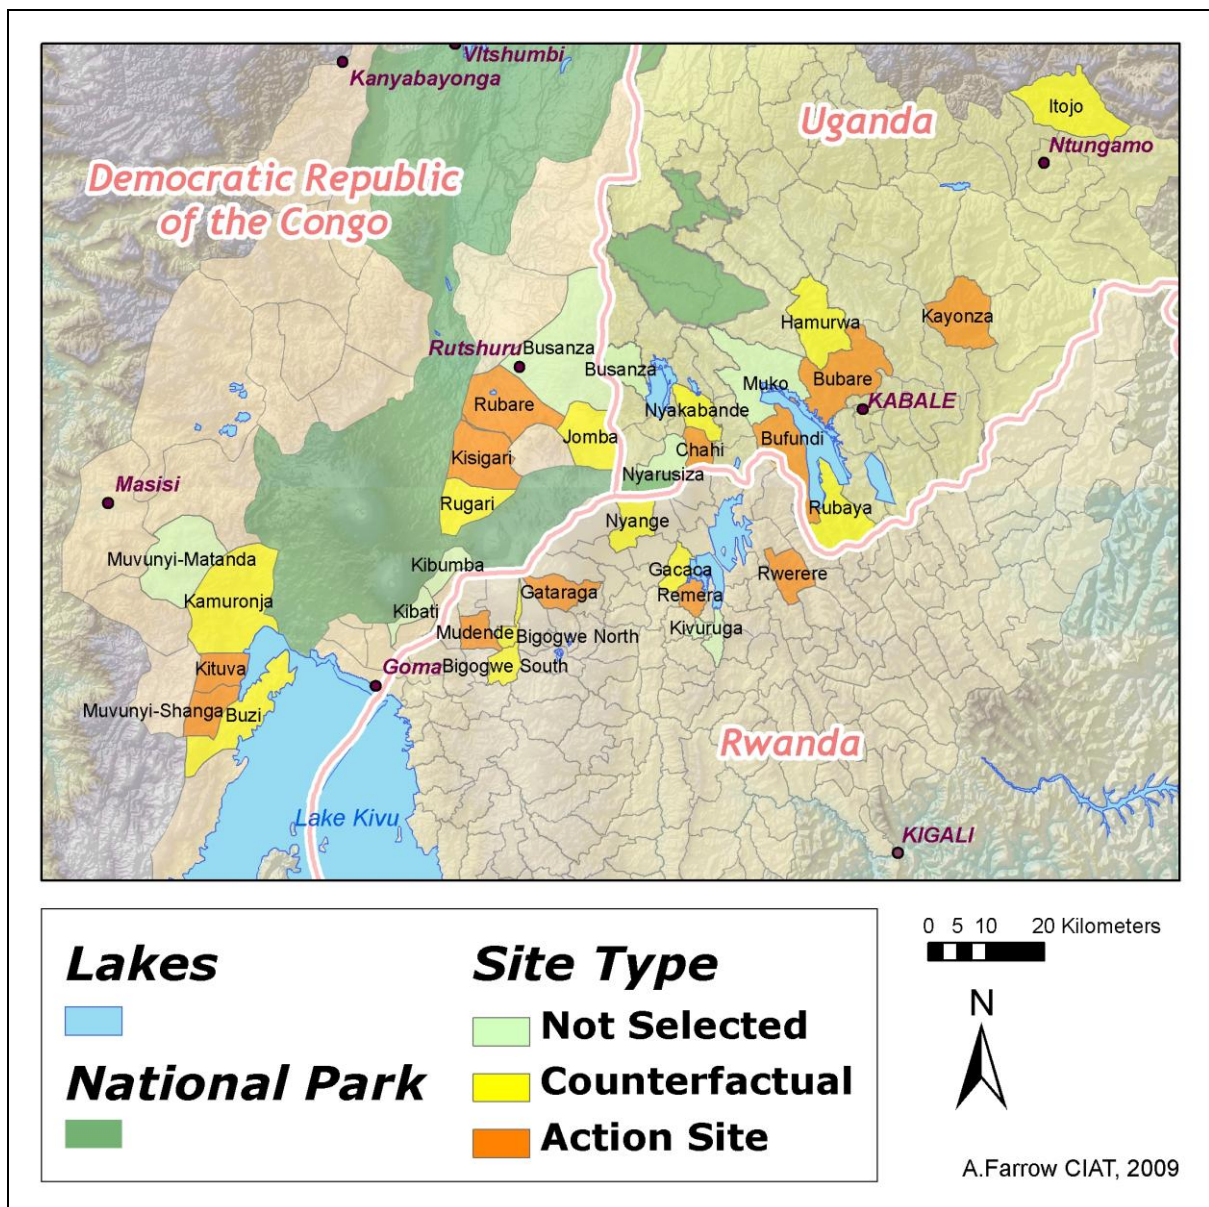 Vitshumbi
Kanyabayonga
Itojo
Uganda
Ntungamo
Democratic Republic
of the Congo
Hamurwa
Kayonza
Rutshuru
Busanza
Busanza
Muko
Bubare
Rubare
Nyakabande
KABALE
Jomba
Bufundi
Kisigari
Chahi
Nyarusiza
Masisi
Rugari
Rubaya
Nyange
Muvunyi-Matanda
Kibumba
Gacaca
Rwerere
Kamuronja
Gataraga
Remera
Kibati
Kivuruga
Mudende
Bigogwe North
Kituva
Goma
Bigogwe South
Muvunyi-Shanga
Buzi
Rwanda
Lake Kivu
KIGALI
Lakes
National Park
Site Type
Not Selected
Counterfactual
Action Site
0 5 10 20 Kilometers
N
A.Farrow CIAT, 2009